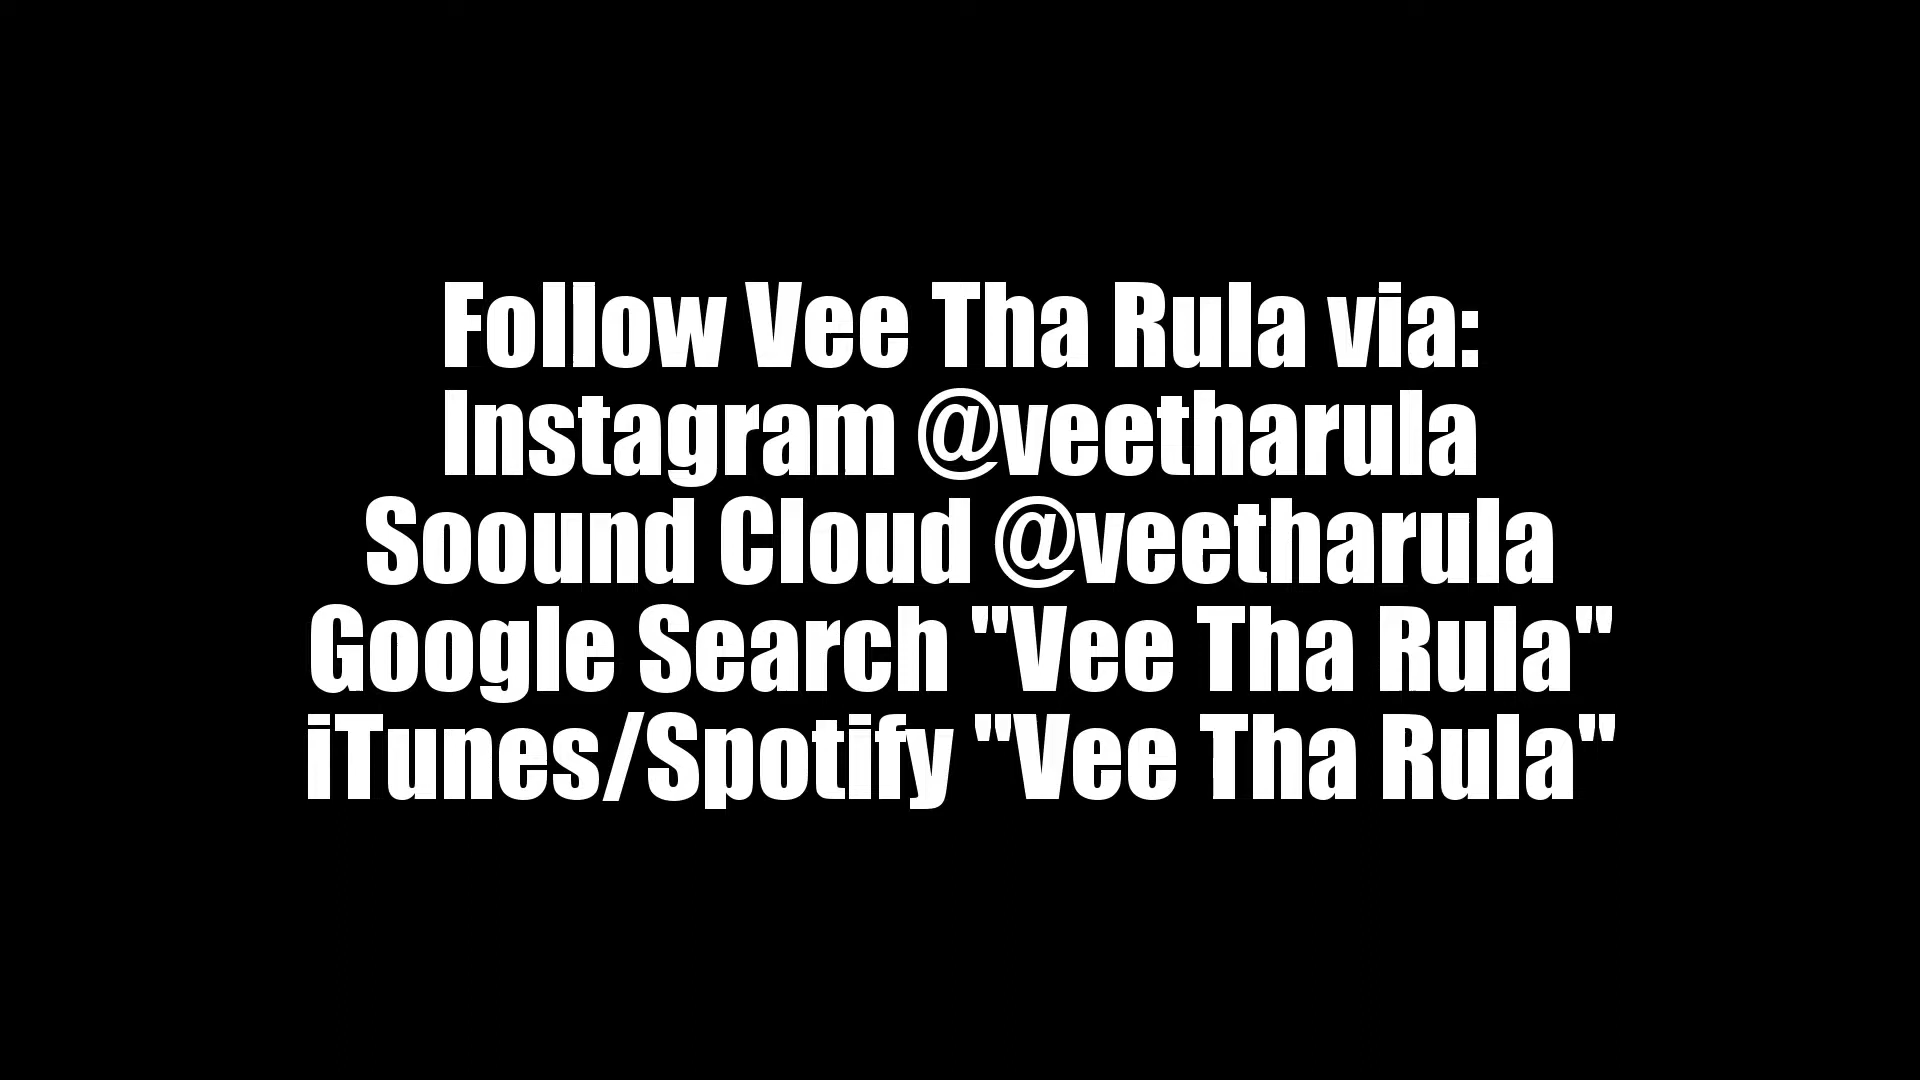 Follow Vee Tha Rula via:
Instagram @veetharula
Soound Cloud @veetharula
Google Search "Vee Tha Rula"
iTunes/Spotify "Vee Tha Rula"